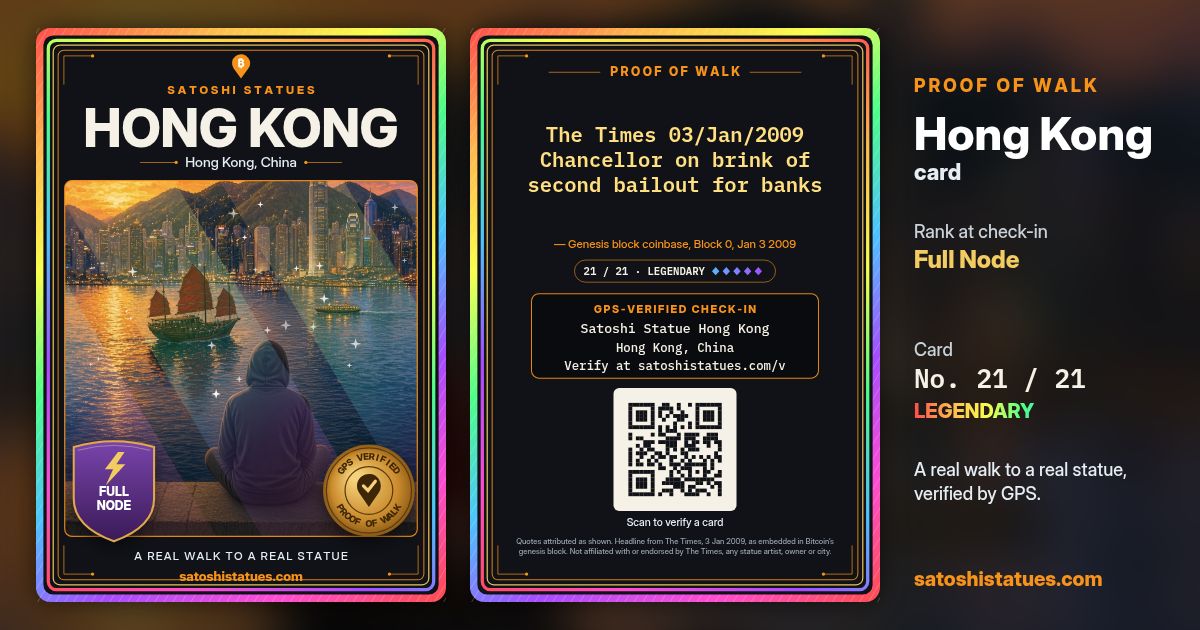 SATOSHI STATUES
HONG KONG
Hong Kong, China
FULL
NODE
GPS VERIFIED
PROOF OF WALK
A REAL WALK TO A REAL STATUE
satoshistatues.com
PROOF OF WALK
The Times 03/Jan/2009
Chancellor on brink of
second bailout for banks
— Genesis block coinbase, Block 0, Jan 3 2009
21 / 21 · LEGENDARY
GPS-VERIFIED CHECK-IN
Satoshi Statue Hong Kong
Hong Kong, China
Verify at satoshistatues.com/v
Scan to verify a card
Quotes attributed as shown. Headline from The Times, 3 Jan 2009, as embedded in Bitcoin's
genesis block. Not affiliated with or endorsed by The Times, any statue artist, owner or city.
PROOF OF WALK
Hong Kong
card
Rank at check-in
Full Node
Card
No. 21 / 21
LEGENDARY
A real walk to a real statue,
verified by GPS.
satoshistatues.com